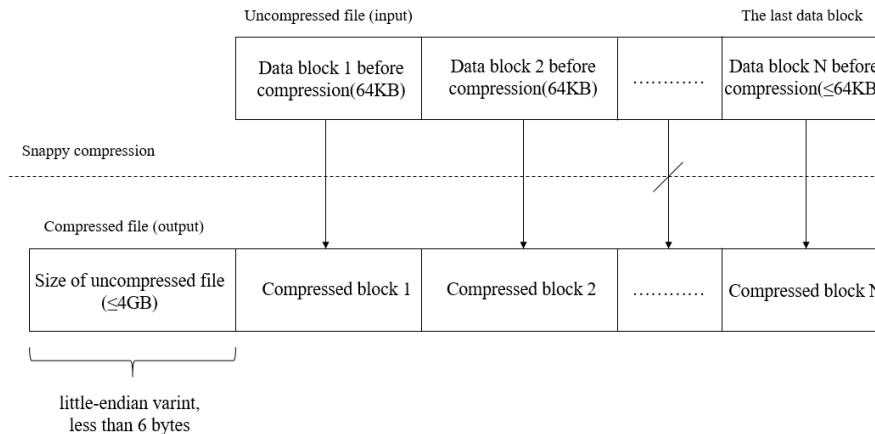 Uncompressed file (input)
The last data block
Data block 1 before
compression(64KB)
Data block 2 before
compression(64KB)
…………
Data block N before
compression(≤64KB
Snappy compression
Compressed file (output)
Size of uncompressed file
(≤4GB)
Compressed block 1
Compressed block 2
…………
Compressed block N
little-endian varint,
less than 6 bytes